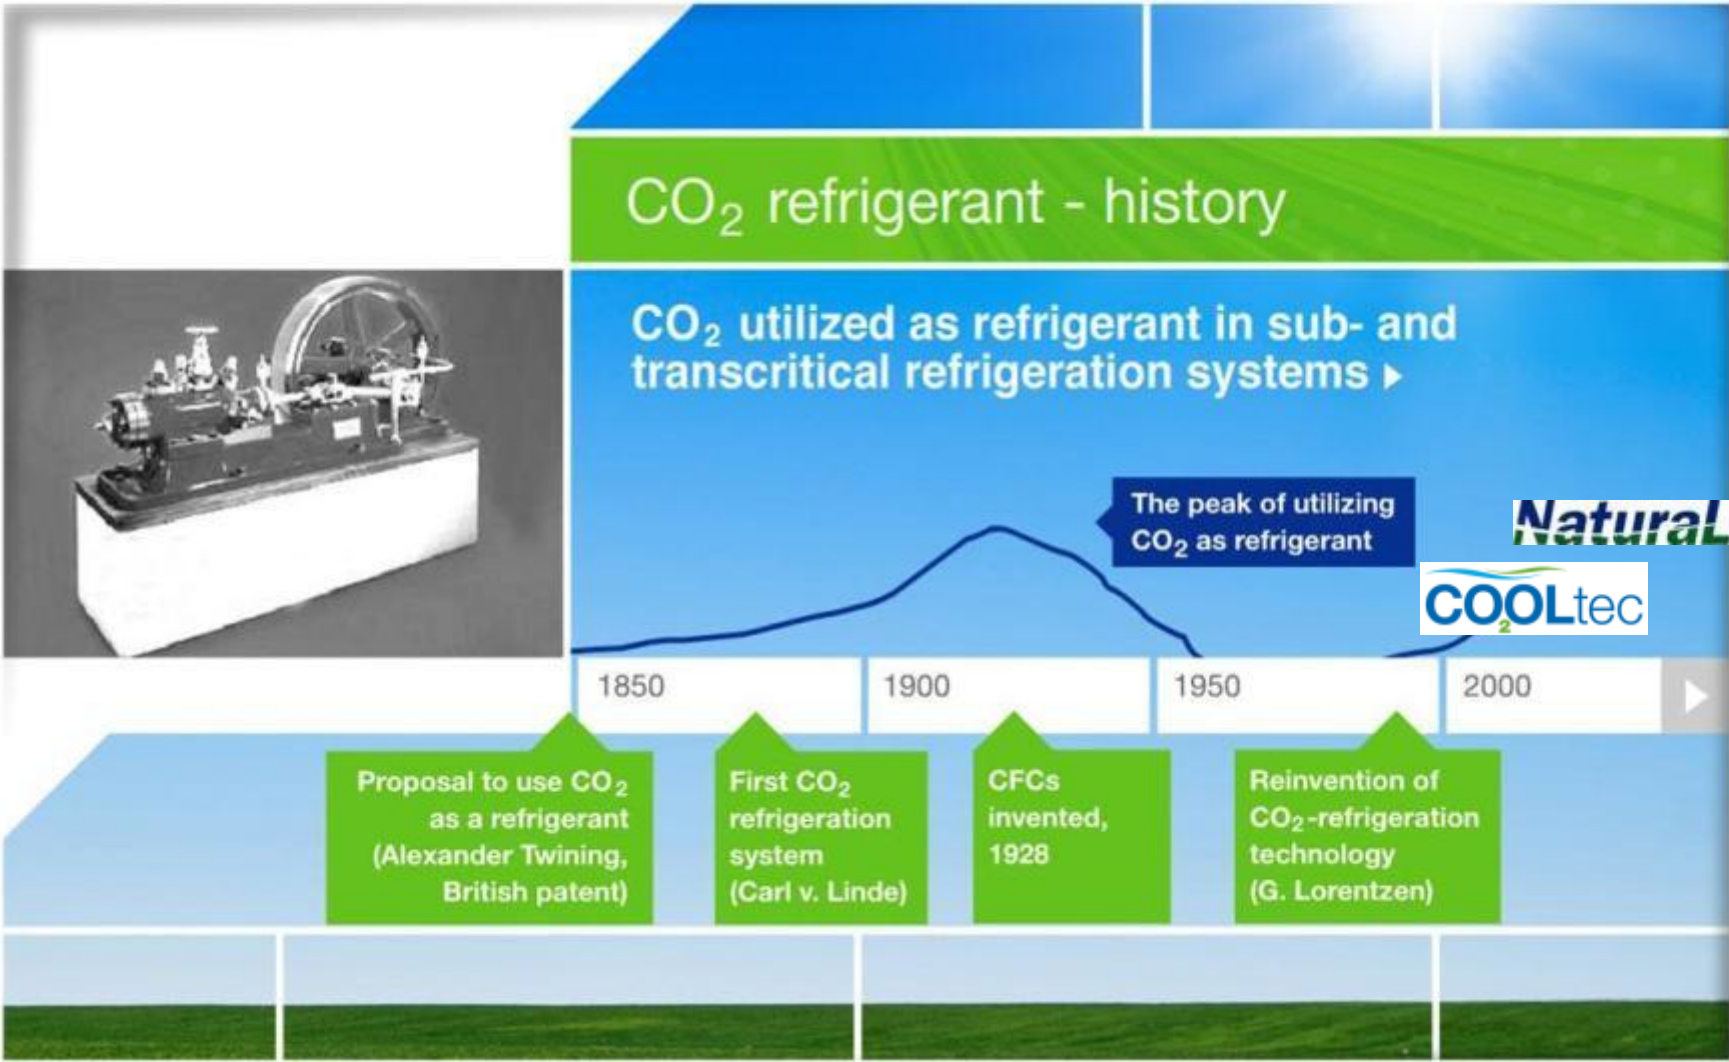 CO₂ refrigerant - history
CO₂ utilized as refrigerant in sub- and
transcritical refrigeration systems
The peak of utilizing
CO₂ as refrigerant
NaturaL
CO₂OLtec
1850
1900
1950
2000
Proposal to use CO₂
as a refrigerant
(Alexander Twining,
British patent)
First CO₂
refrigeration
system
(Carl v. Linde)
CFCs
invented,
1928
Reinvention of
CO₂-refrigeration
technology
(G. Lorentzen)